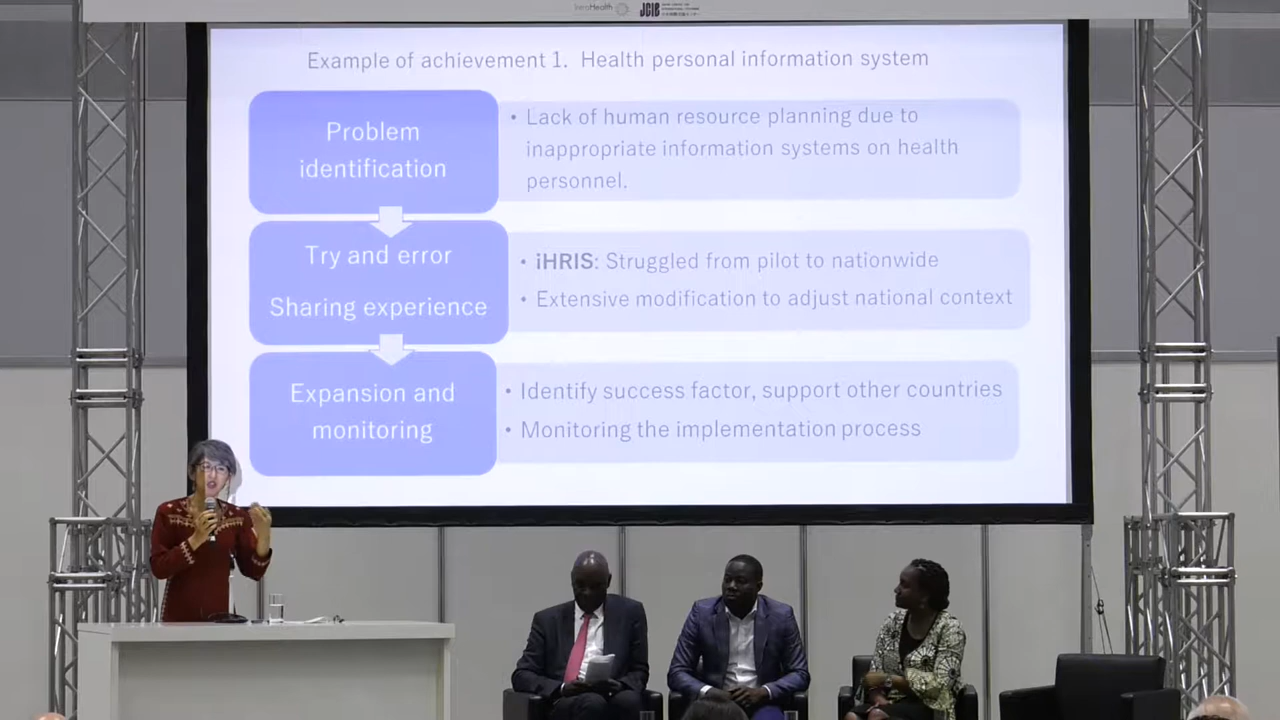 IntraHealth JCIE
Example of achievement 1. Health personal information system
Problem
identification
• Lack of human resource planning due to
inappropriate information systems on health
personnel.
Try and error
Sharing experience
• iHRIS: Struggled from pilot to nationwide
• Extensive modification to adjust national context
Expansion and
monitoring
• Identify success factor, support other countries
• Monitoring the implementation process